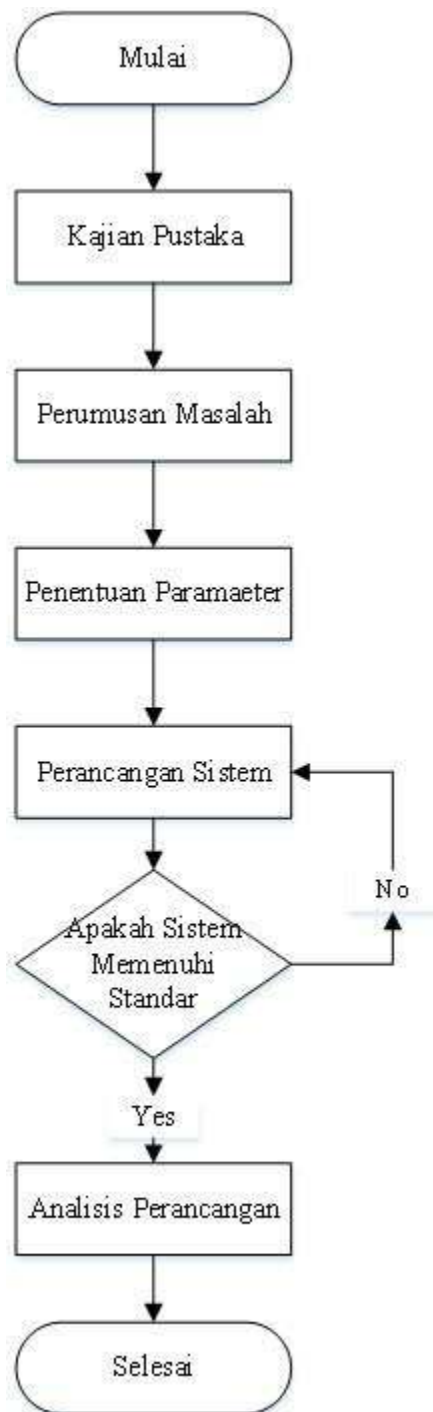 Mulai
Kajian Pustaka
Perumusan Masalah
Penentuan Paramaeter
Perancangan Sistem
No
Apakah Sistem
Memenuhi
Standar
Yes
Analisis Perancangan
Selesai